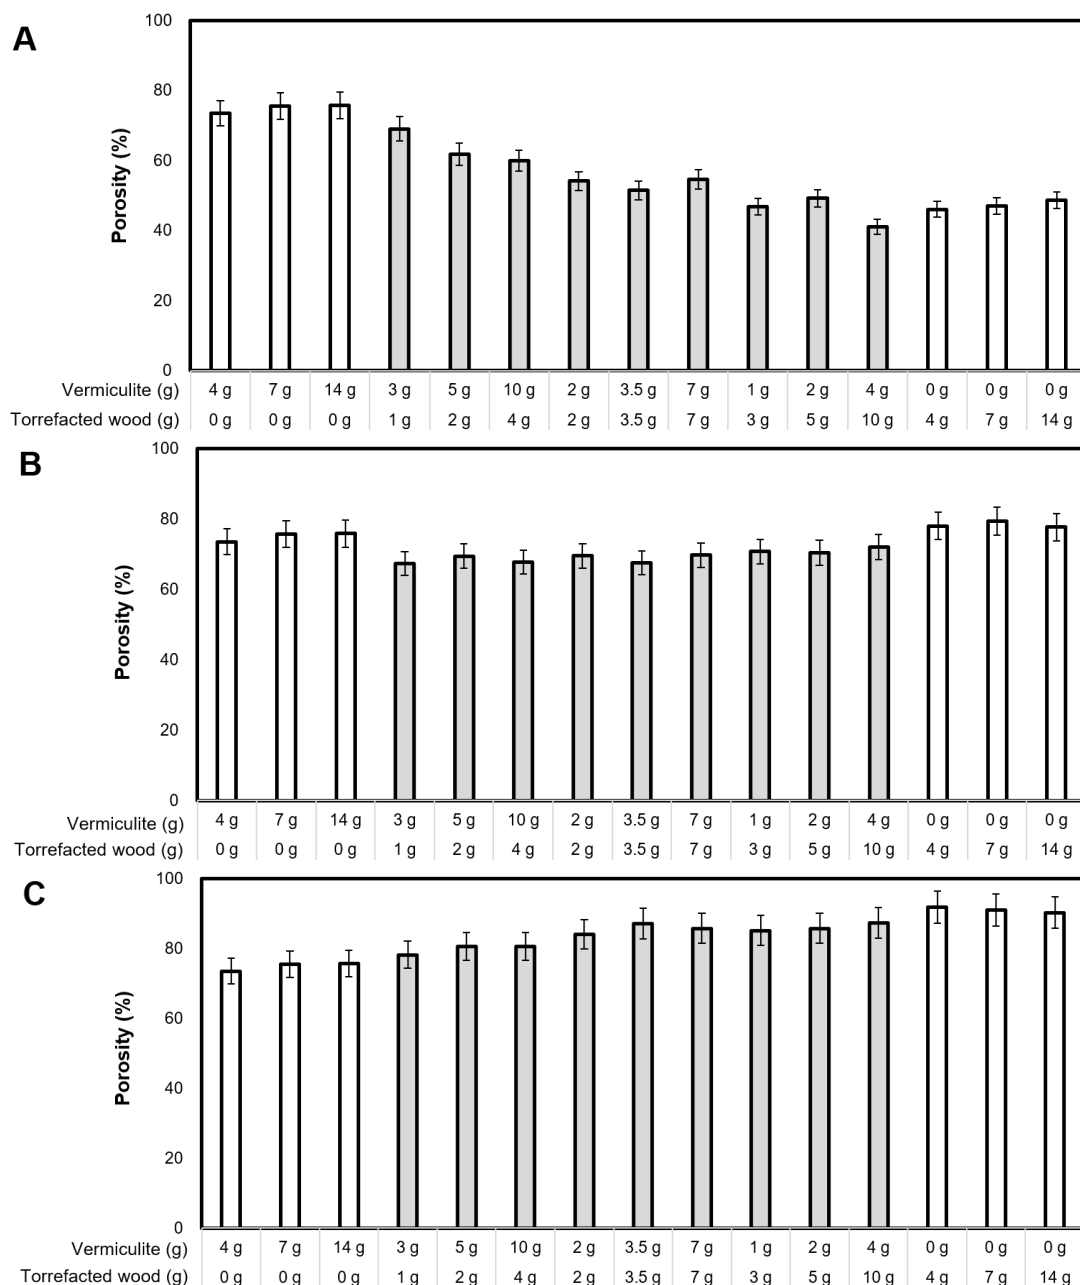 A
100
80
60
40
20
0
Porosity (%)
Vermiculite (g) 4 g 7 g 14 g 3 g 5 g 10 g 2 g 3.5 g 7 g 1 g 2 g 4 g 0 g 0 g 0 g
Torrefacted wood (g) 0 g 0 g 0 g 1 g 2 g 4 g 2 g 3.5 g 7 g 3 g 5 g 10 g 4 g 7 g 14 g
B
100
80
60
40
20
0
Porosity (%)
Vermiculite (g) 4 g 7 g 14 g 3 g 5 g 10 g 2 g 3.5 g 7 g 1 g 2 g 4 g 0 g 0 g 0 g
Torrefacted wood (g) 0 g 0 g 0 g 1 g 2 g 4 g 2 g 3.5 g 7 g 3 g 5 g 10 g 4 g 7 g 14 g
C
100
80
60
40
20
0
Porosity (%)
Vermiculite (g) 4 g 7 g 14 g 3 g 5 g 10 g 2 g 3.5 g 7 g 1 g 2 g 4 g 0 g 0 g 0 g
Torrefacted wood (g) 0 g 0 g 0 g 1 g 2 g 4 g 2 g 3.5 g 7 g 3 g 5 g 10 g 4 g 7 g 14 g